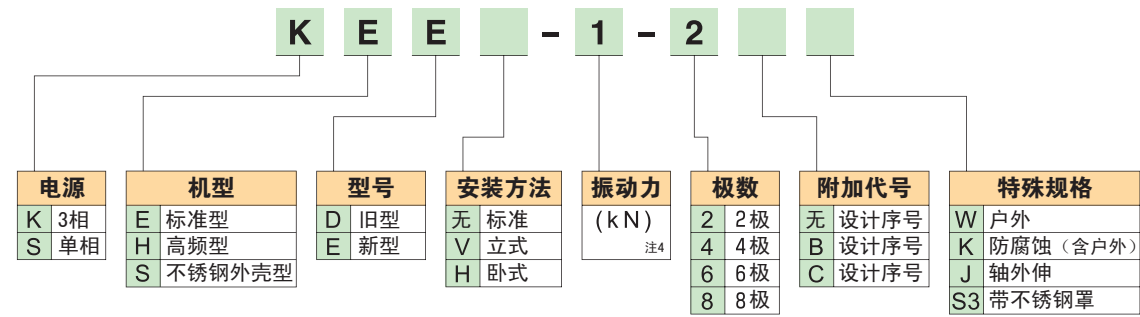 K E E - 1 - 2
电源 机型 型号 安装方法 振动力 极数 附加代号 特殊规格
K 3相 E 标准型 D 旧型 无 标准 (kN) 2 2极 无 设计序号 W 户外
S 单相 H 高频型 E 新型 V 立式 注4 4 4极 B 设计序号 K 防腐蚀（含户外）
S 不锈钢外壳型 H 卧式 6 6极 C 设计序号 J 轴外伸
8 8极 S3 带不锈钢罩